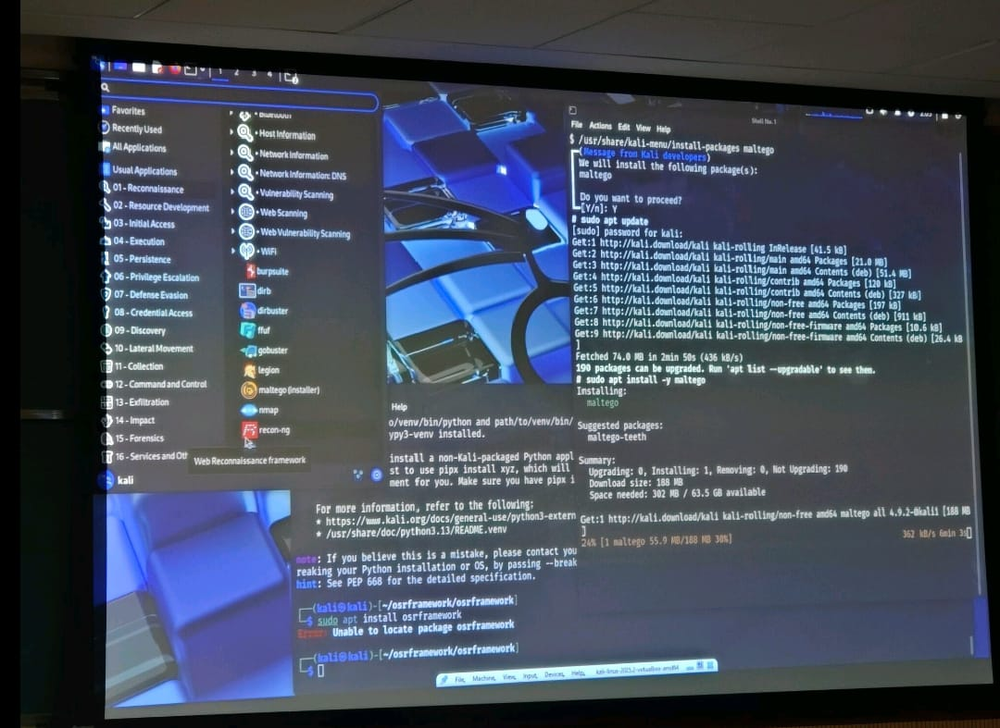 1 2 3 4
Favorites
Recently Used
All Applications
Usual Applications
01 - Reconnaissance
02 - Resource Development
03 - Initial Access
04 - Execution
05 - Persistence
06 - Privilege Escalation
07 - Defense Evasion
08 - Credential Access
09 - Discovery
10 - Lateral Movement
11 - Collection
12 - Command and Control
13 - Exfiltration
14 - Impact
15 - Forensics
16 - Services and Oth
kali
• Bluetooth
• Host Information
• Network Information
• Network Information: DNS
• Vulnerability Scanning
• Web Scanning
• Web Vulnerability Scanning
• WiFi
burpsuite
dirb
dirbuster
ffuf
gobuster
legion
maltego (installer)
nmap
recon-ng
Web Reconnaissance framework
Shell No. 1
File Actions Edit View Help
$ /usr/share/kali-menu/install-packages maltego
(Message from Kali developers)
We will install the following package(s):
maltego
Do you want to proceed?
[Y/n]: Y
# sudo apt update
[sudo] password for kali:
Get:1 http://kali.download/kali kali-rolling InRelease [41.5 kB]
Get:2 http://kali.download/kali kali-rolling/main amd64 Packages [21.0 MB]
Get:3 http://kali.download/kali kali-rolling/main amd64 Contents (deb) [51.4 MB]
Get:4 http://kali.download/kali kali-rolling/contrib amd64 Packages [120 kB]
Get:5 http://kali.download/kali kali-rolling/contrib amd64 Contents (deb) [327 kB]
Get:6 http://kali.download/kali kali-rolling/non-free amd64 Packages [197 kB]
Get:7 http://kali.download/kali kali-rolling/non-free amd64 Contents (deb) [911 kB]
Get:8 http://kali.download/kali kali-rolling/non-free-firmware amd64 Packages [10.6 kB]
Get:9 http://kali.download/kali kali-rolling/non-free-firmware amd64 Contents (deb) [26.4 kB
]
Fetched 74.0 MB in 2min 50s (436 kB/s)
190 packages can be upgraded. Run 'apt list --upgradable' to see them.
# sudo apt install -y maltego
Installing:
maltego
Suggested packages:
maltego-teeth
Summary:
Upgrading: 0, Installing: 1, Removing: 0, Not Upgrading: 190
Download size: 188 MB
Space needed: 302 MB / 63.5 GB available
Get:1 http://kali.download/kali kali-rolling/non-free amd64 maltego all 4.9.2-0kali1 [188 MB
]
24% [1 maltego 55.9 MB/188 MB 30%] 362 kB/s 6min 3s
Help
o/venv/bin/python and path/to/venv/bin/
ypy3-venv installed.
install a non-Kali-packaged Python appl
st to use pipx install xyz, which will
ment for you. Make sure you have pipx i
For more information, refer to the following:
* https://www.kali.org/docs/general-use/python3-extern
* /usr/share/doc/python3.13/README.venv
note: If you believe this is a mistake, please contact you
reaking your Python installation or OS, by passing --break
hint: See PEP 668 for the detailed specification.
(kali㉿kali)-[~/osrframework/osrframework]
$ sudo apt install osrframework
Error: Unable to locate package osrframework
(kali㉿kali)-[~/osrframework/osrframework]
$
File Machine View Input Devices Help kali-linux-2025.2-virtualbox-amd64